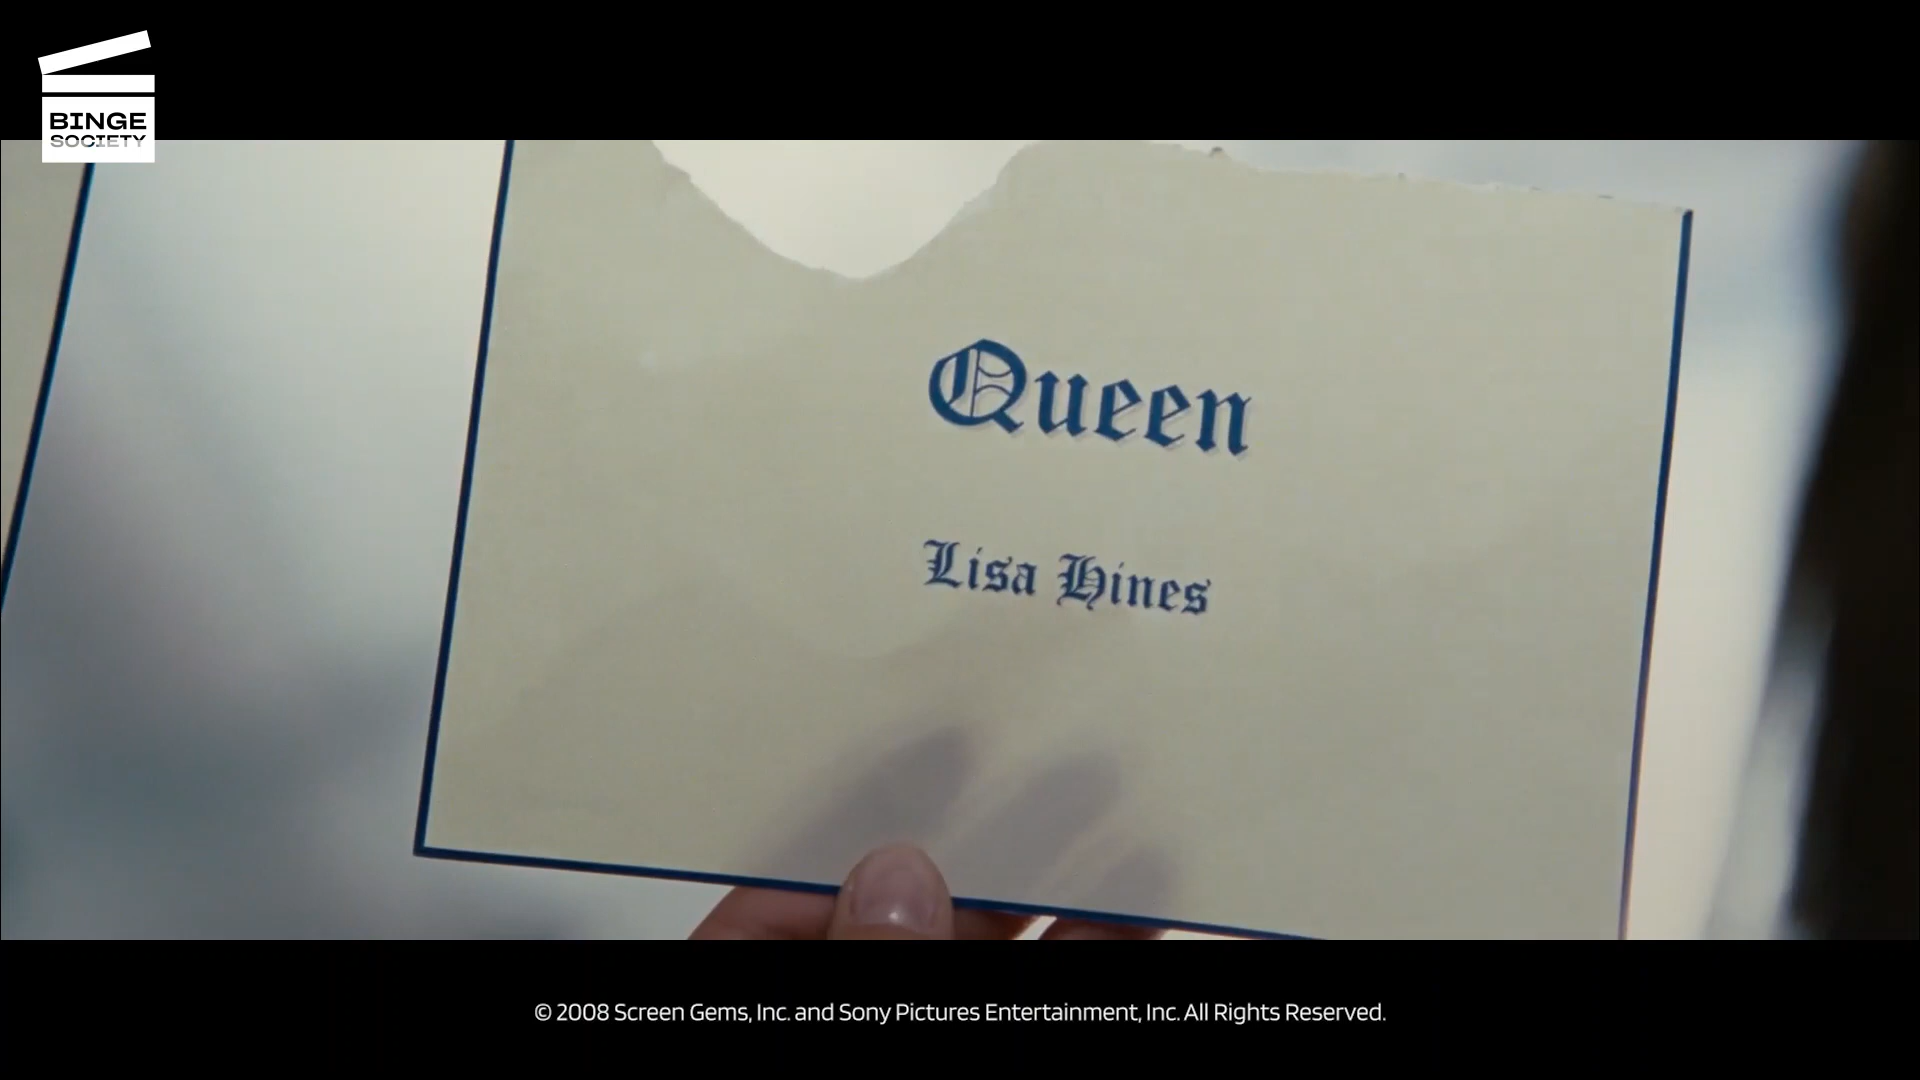 BINGE
SOCIETY
Queen
Lisa Hines
© 2008 Screen Gems, Inc. and Sony Pictures Entertainment, Inc. All Rights Reserved.